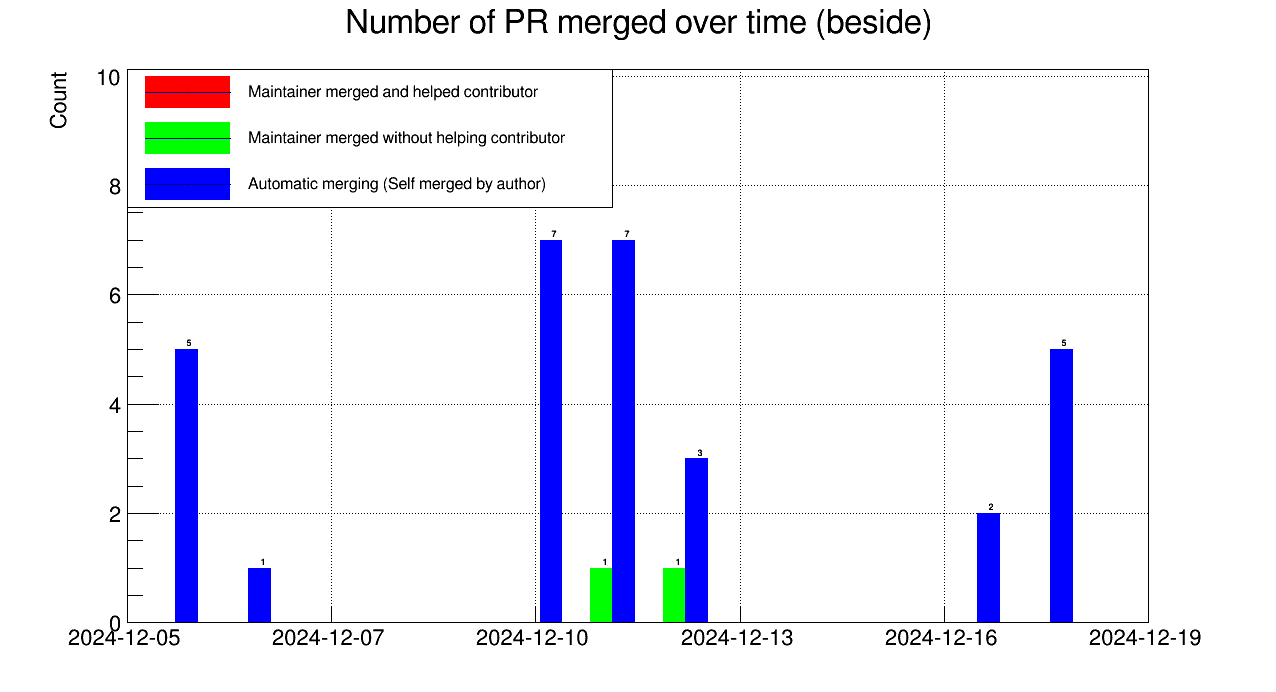 Number of PR merged over time (beside)
Count
10
8
6
4
2
0
Maintainer merged and helped contributor
Maintainer merged without helping contributor
Automatic merging (Self merged by author)
5
1
7
1
7
1
3
2
5
2024-12-05 2024-12-07 2024-12-10 2024-12-13 2024-12-16 2024-12-19